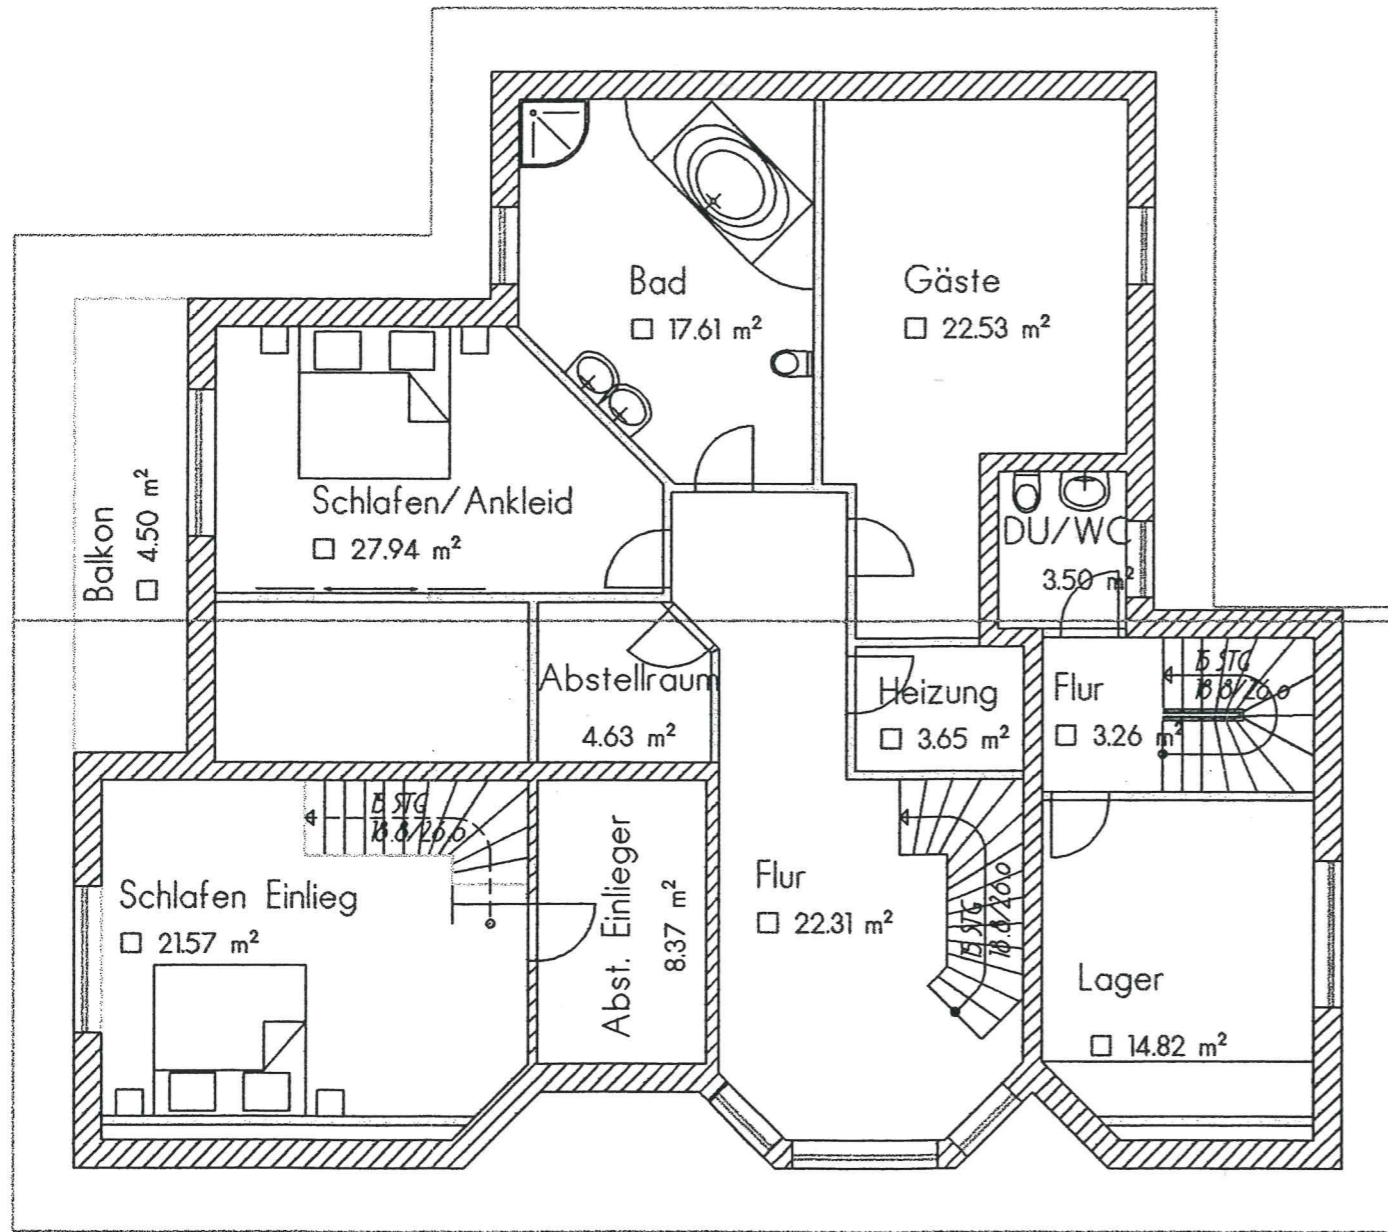 Bad
17.61 m²
Gäste
22.53 m²
Schlafen/Ankleid
27.94 m²
Balkon
4.50 m²
DU/WC
3.50 m²
Abstellraum
4.63 m²
Heizung
3.65 m²
Flur
3.26 m²
15 STG
18.8/26.0
15 STG
18.8/26.0
Schlafen Einlieg
21.57 m²
Abst. Einlieger
8.37 m²
Flur
22.31 m²
15 STG
18.8/26.0
Lager
14.82 m²